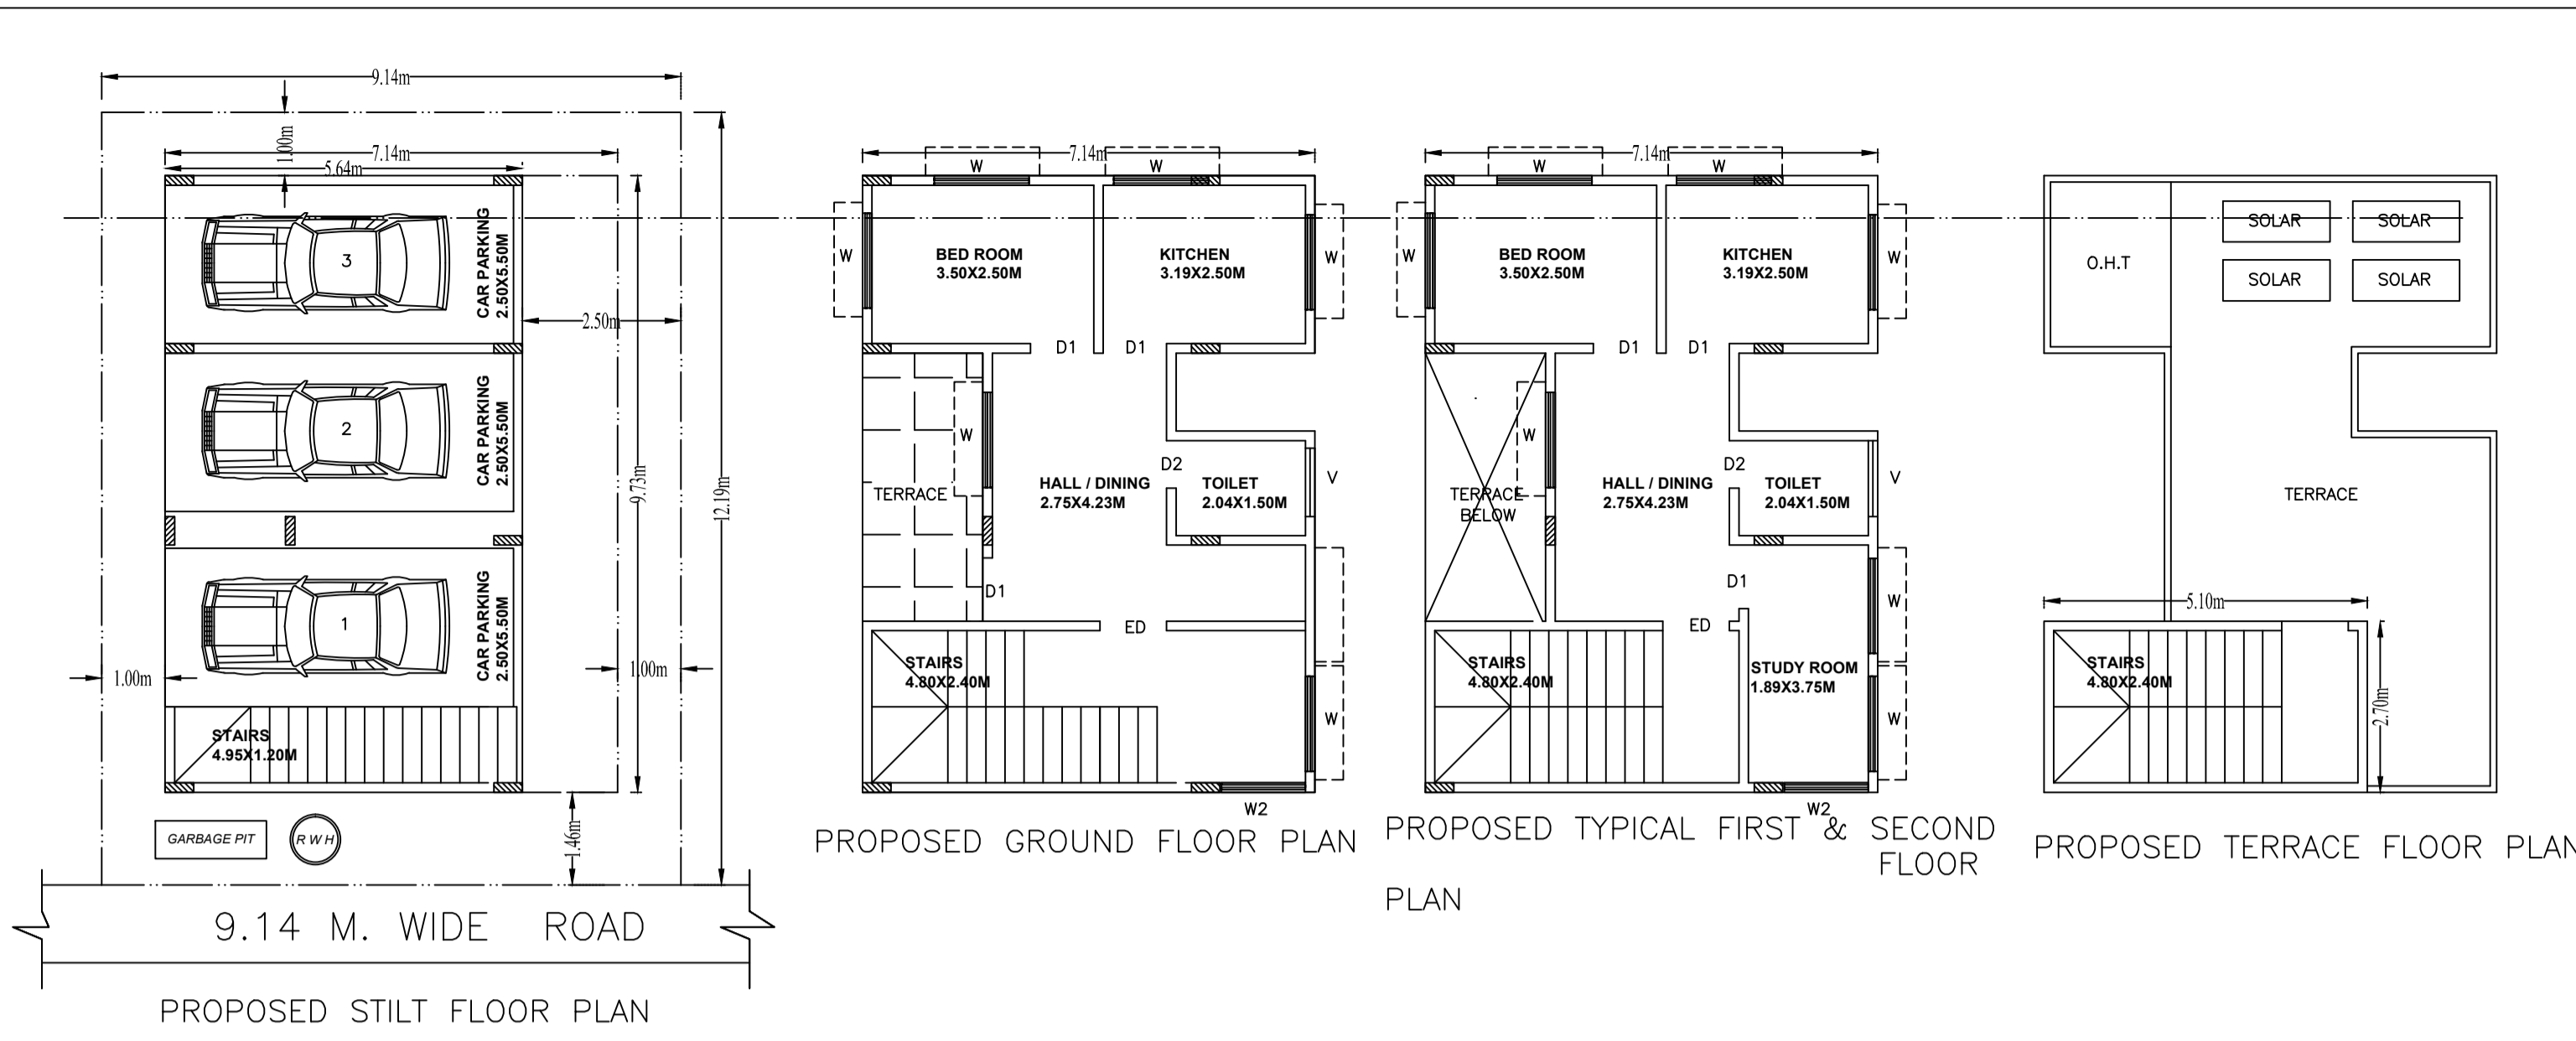 9.14m
1.00m
7.14m
5.64m
3
CAR PARKING
2.50X5.50M
2.50m
2
CAR PARKING
2.50X5.50M
9.73m
12.19m
1
CAR PARKING
2.50X5.50M
1.00m
1.00m
STAIRS
4.95X1.20M
1.46m
GARBAGE PIT
R W H
9.14 M. WIDE ROAD
PROPOSED STILT FLOOR PLAN
7.14m
W
W
W
BED ROOM
3.50X2.50M
KITCHEN
3.19X2.50M
W
D1
D1
W
D2
TERRACE
HALL / DINING
2.75X4.23M
TOILET
2.04X1.50M
V
D1
ED
STAIRS
4.80X2.40M
W
W2
PROPOSED GROUND FLOOR PLAN
7.14m
W
W
W
BED ROOM
3.50X2.50M
KITCHEN
3.19X2.50M
W
D1
D1
W
D2
TERRACE
BELOW
HALL / DINING
2.75X4.23M
TOILET
2.04X1.50M
V
D1
W
ED
STAIRS
4.80X2.40M
STUDY ROOM
1.89X3.75M
W
W2
PROPOSED TYPICAL FIRST & SECOND
FLOOR
PLAN
SOLAR
SOLAR
O.H.T
SOLAR
SOLAR
TERRACE
5.10m
STAIRS
4.80X2.40M
2.70m
PROPOSED TERRACE FLOOR PLAN